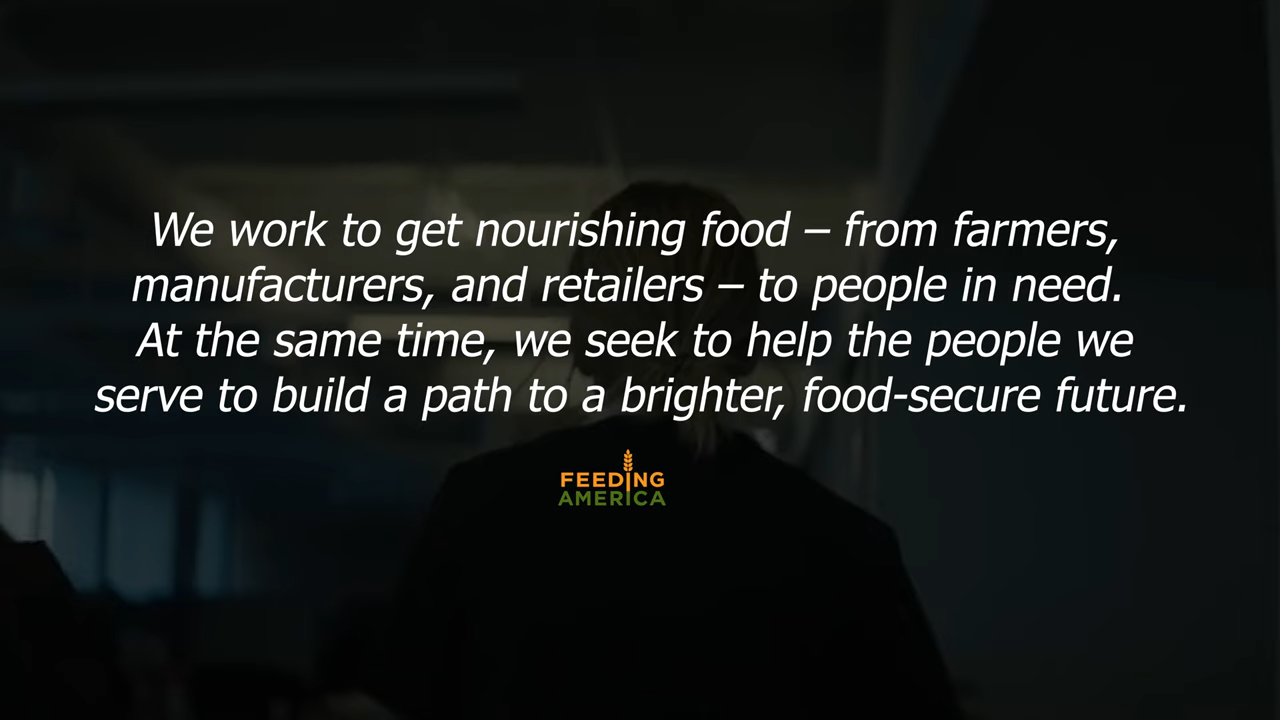 We work to get nourishing food – from farmers,
manufacturers, and retailers – to people in need.
At the same time, we seek to help the people we
serve to build a path to a brighter, food-secure future.
FEEDING
AMERICA